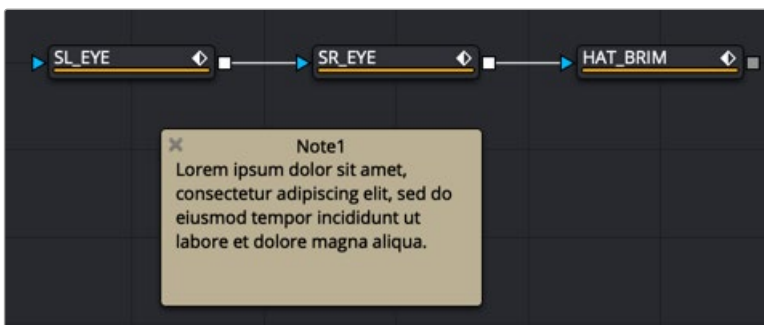 SL_EYE
SR_EYE
HAT_BRIM
Note1
Lorem ipsum dolor sit amet,
consectetur adipiscing elit, sed do
eiusmod tempor incididunt ut
labore et dolore magna aliqua.